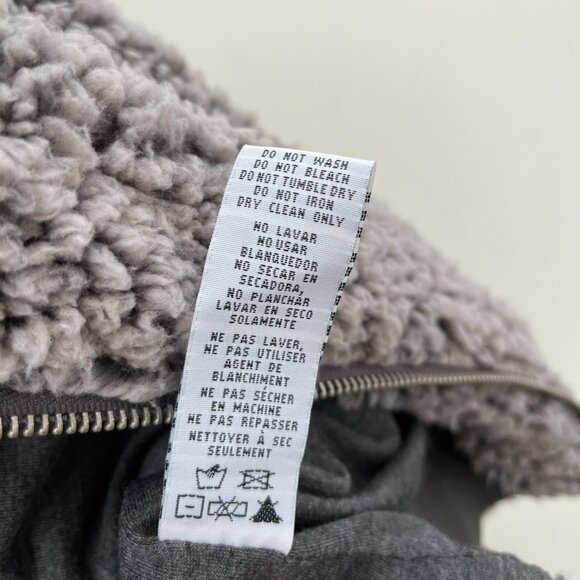 DO NOT WASH
DO NOT BLEACH
DO NOT TUMBLE DRY
DO NOT IRON
DRY CLEAN ONLY
NO LAVAR
NO USAR
BLANQUEDOR
NO SECAR EN
SECADORA,
NO PLANCHAR
LAVAR EN SECO
SOLAMENTE
NE PAS LAVER,
NE PAS UTILISER
AGENT DE
BLANCHIMENT
NE PAS SÉCHER
EN MACHINE
NE PAS REPASSER
NETTOYER À SEC
SEULEMENT